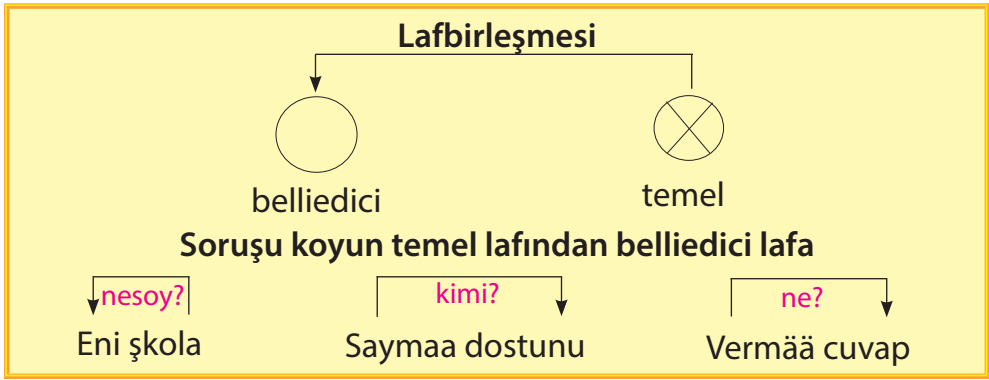 Lafbirleşmesi
belliedici temel
Soruşu koyun temel lafından belliedici lafa
nesoy? kimi? ne?
Eni şkola Saymaa dostunu Vermää cuvap